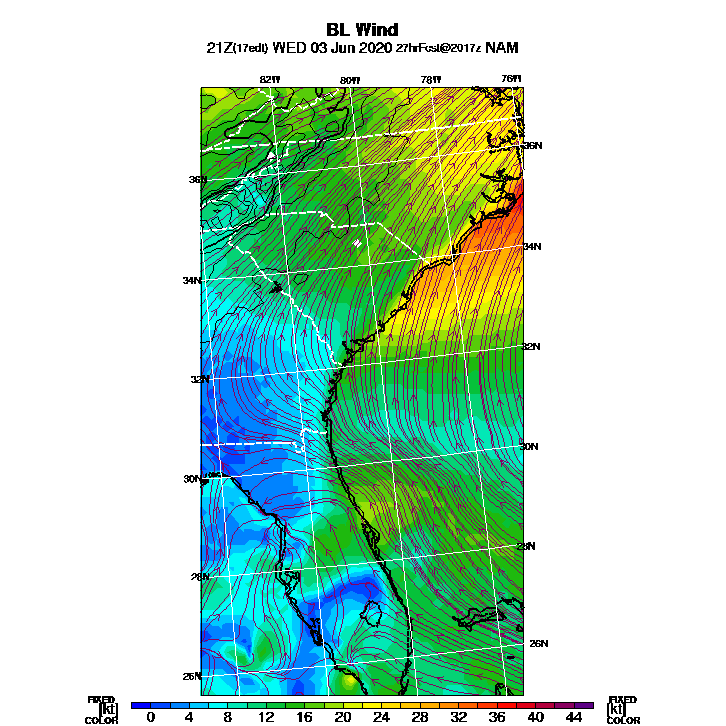 BL Wind
21Z(17edt) WED 03 Jun 2020 27hrFcst@2017z NAM
82W 80W 78W 76W
36N
36N
34N
34N
32N
32N
30N
30N
28N
28N
26N
26N
FIXED FIXED
[kt] 0 4 8 12 16 20 24 28 32 36 40 44 [kt]
COLOR COLOR